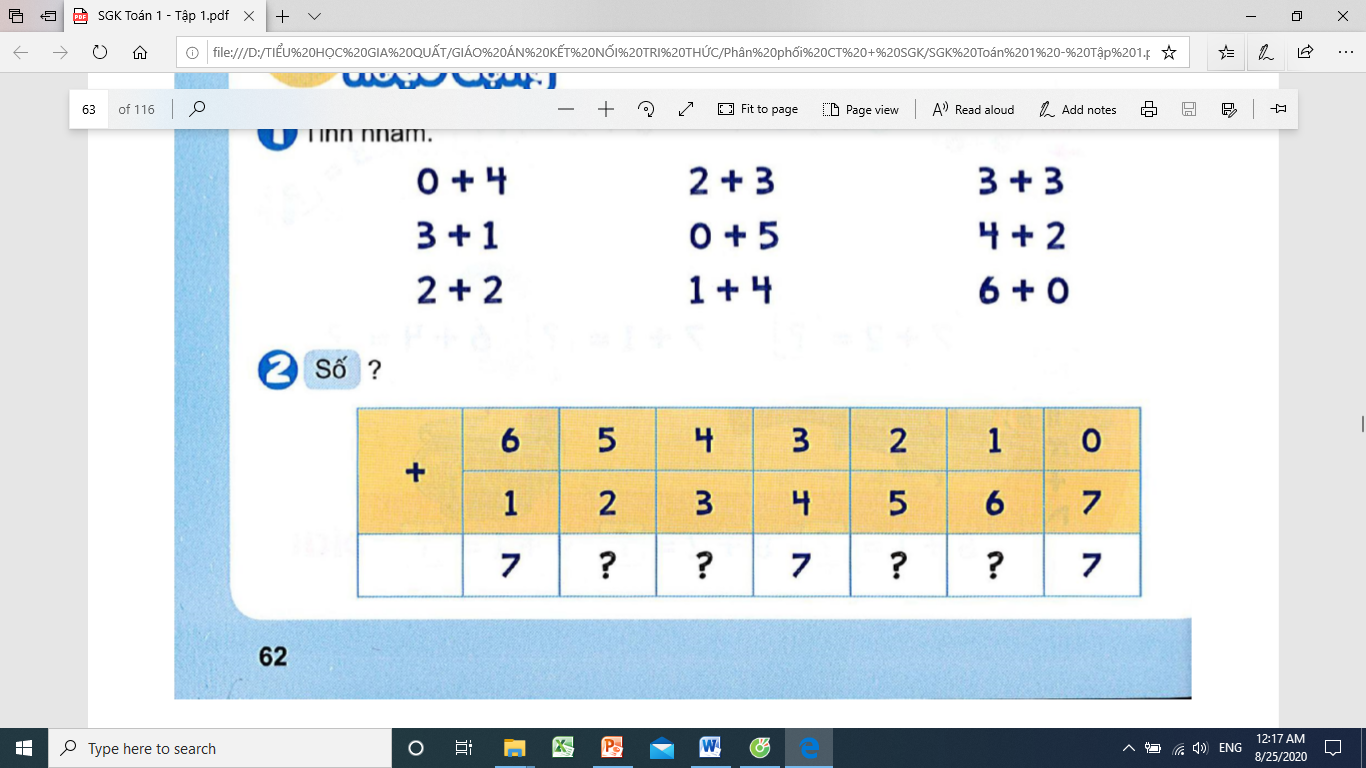 SGK Toán 1 - Tập 1.pdf
file:///D:/TIỂU%20HỌC%20GIA%20QUẤT/GIÁO%20ÁN%20KẾT%20NỐI%20TRI%20THỨC/Phân%20phối%20CT%20+%20SGK/SGK%20Toán%201%20-%20Tập%201.p
63 of 116 Fit to page Page view Read aloud Add notes
1 Tính nhẩm.
0 + 4 2 + 3 3 + 3
3 + 1 0 + 5 4 + 2
2 + 2 1 + 4 6 + 0
2 Số ?
+ 6 5 4 3 2 1 0
1 2 3 4 5 6 7
7 ? ? 7 ? ? 7
62
Type here to search ENG 12:17 AM
8/25/2020